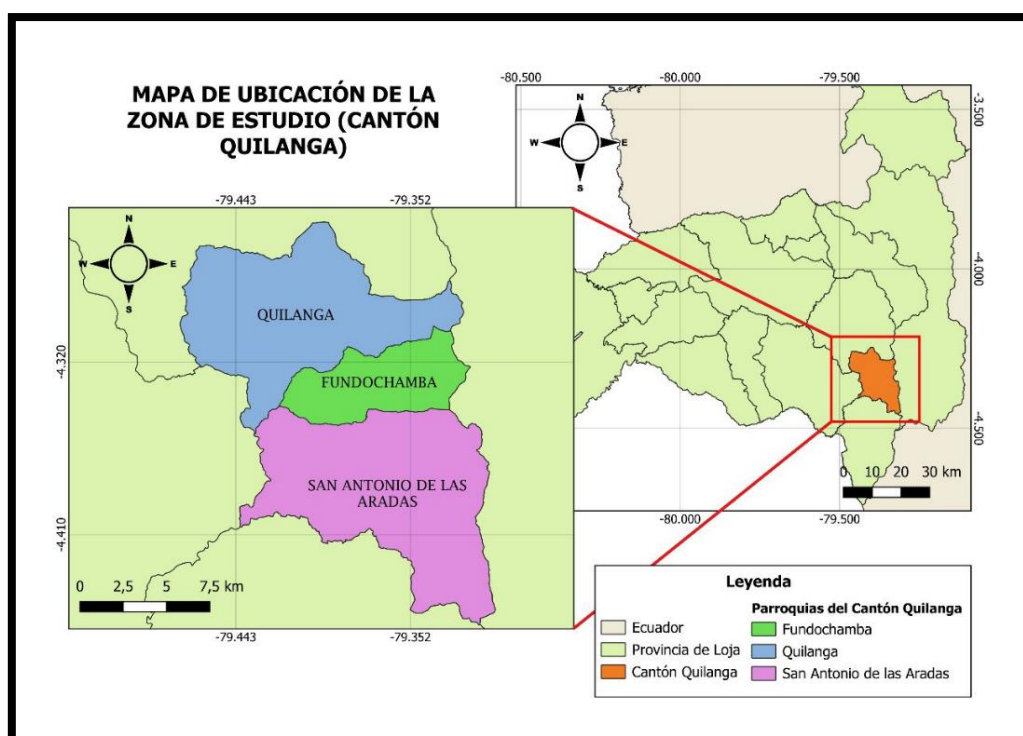 MAPA DE UBICACIÓN DE LA
ZONA DE ESTUDIO (CANTÓN
QUILANGA)
-80.500
-80.000
-79.500
N
W
E
S
-3.500
-4.000
-4.500
0
10
20
30 km
-80.000
-79.500
-79.443
-79.352
N
W
E
S
QUILANGA
-4.320
FUNDOCHAMBA
SAN ANTONIO DE LAS
ARADAS
-4.410
0
2,5
5
7,5 km
-79.443
-79.352
Leyenda
Ecuador
Provincia de Loja
Cantón Quilanga
Parroquias del Cantón Quilanga
Fundochamba
Quilanga
San Antonio de las Aradas